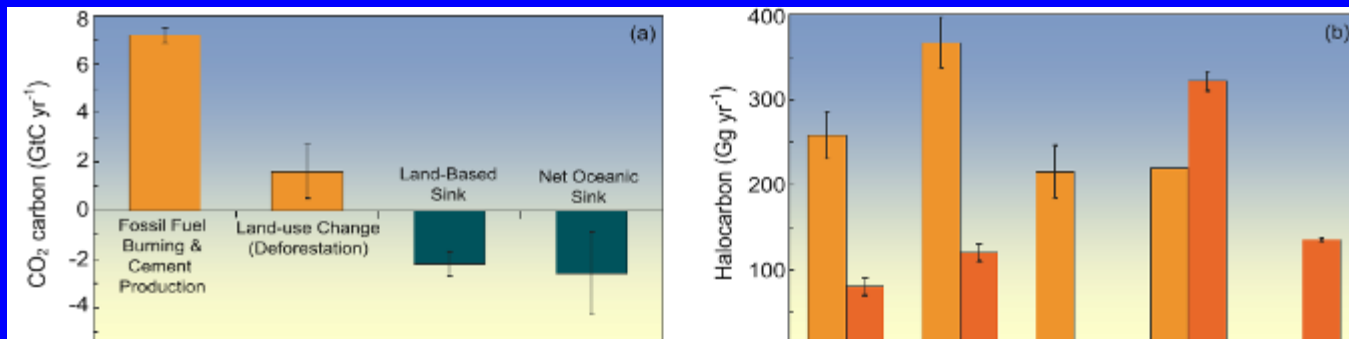 8
6
4
2
0
-2
-4
CO₂ carbon (GtC yr⁻¹)
(a)
Fossil Fuel
Burning &
Cement
Production
Land-use Change
(Deforestation)
Land-Based
Sink
Net Oceanic
Sink
400
300
200
100
Halocarbon (Gg yr⁻¹)
(b)